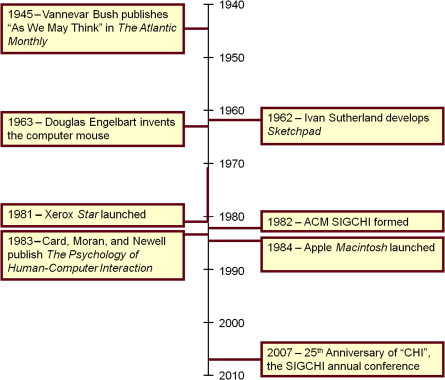 1945 – Vannevar Bush publishes
“As We May Think” in The Atlantic
Monthly
1963 – Douglas Engelbart invents
the computer mouse
1981 – Xerox Star launched
1983 – Card, Moran, and Newell
publish The Psychology of
Human-Computer Interaction
1940
1950
1960
1970
1980
1990
2000
2010
1962 – Ivan Sutherland develops
Sketchpad
1982 – ACM SIGCHI formed
1984 – Apple Macintosh launched
2007 – 25th Anniversary of “CHI”,
the SIGCHI annual conference